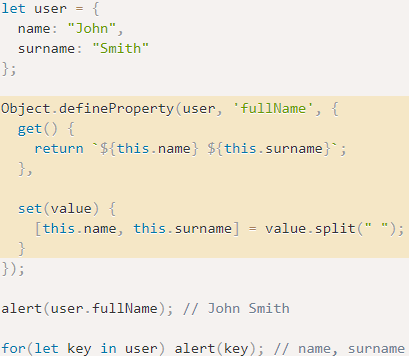 let user = {
  name: "John",
  surname: "Smith"
};

Object.defineProperty(user, 'fullName', {
  get() {
    return `${this.name} ${this.surname}`;
  },

  set(value) {
    [this.name, this.surname] = value.split(" ");
  }
});

alert(user.fullName); // John Smith

for(let key in user) alert(key); // name, surname